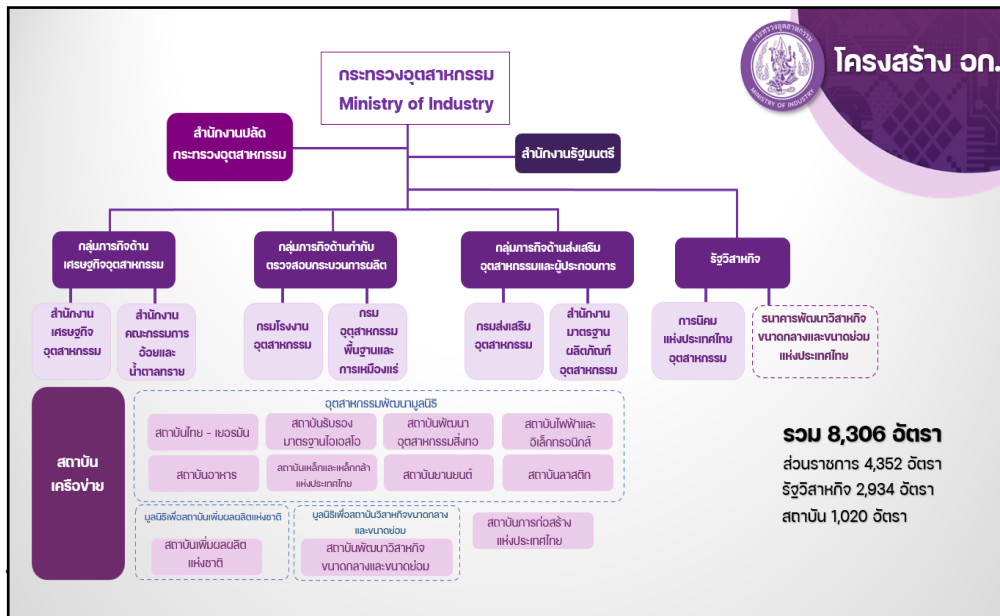 กระทรวงอุตสาหกรรม
MINISTRY OF INDUSTRY
โครงสร้าง อก.
กระทรวงอุตสาหกรรม
Ministry of Industry
สำนักงานปลัด
กระทรวงอุตสาหกรรม
สำนักงานรัฐมนตรี
กลุ่มภารกิจด้าน
เศรษฐกิจอุตสาหกรรม
กลุ่มภารกิจด้านกำกับ
ตรวจสอบกระบวนการผลิต
กลุ่มภารกิจด้านส่งเสริม
อุตสาหกรรมและผู้ประกอบการ
รัฐวิสาหกิจ
สำนักงาน
เศรษฐกิจ
อุตสาหกรรม
สำนักงาน
คณะกรรมการ
อ้อยและ
น้ำตาลทราย
กรมโรงงาน
อุตสาหกรรม
กรม
อุตสาหกรรม
พื้นฐานและ
การเหมืองแร่
กรมส่งเสริม
อุตสาหกรรม
สำนักงาน
มาตรฐาน
ผลิตภัณฑ์
อุตสาหกรรม
การนิคม
แห่งประเทศไทย
อุตสาหกรรม
ธนาคารพัฒนาวิสาหกิจ
ขนาดกลางและขนาดย่อม
แห่งประเทศไทย
สถาบัน
เครือข่าย
อุตสาหกรรมพัฒนามูลนิธิ
สถาบันไทย - เยอรมัน
สถาบันรับรอง
มาตรฐานไอเอสโอ
สถาบันพัฒนา
อุตสาหกรรมสิ่งทอ
สถาบันไฟฟ้าและ
อิเล็กทรอนิกส์
สถาบันอาหาร
สถาบันเหล็กและเหล็กกล้า
แห่งประเทศไทย
สถาบันยานยนต์
สถาบันลาสติก
มูลนิธิเพื่อสถาบันเพิ่มผลผลิตแห่งชาติ
สถาบันเพิ่มผลผลิต
แห่งชาติ
มูลนิธิเพื่อสถาบันวิสาหกิจขนาดกลาง
และขนาดย่อม
สถาบันพัฒนาวิสาหกิจ
ขนาดกลางและขนาดย่อม
สถาบันการก่อสร้าง
แห่งประเทศไทย
รวม 8,306 อัตรา
ส่วนราชการ 4,352 อัตรา
รัฐวิสาหกิจ 2,934 อัตรา
สถาบัน 1,020 อัตรา